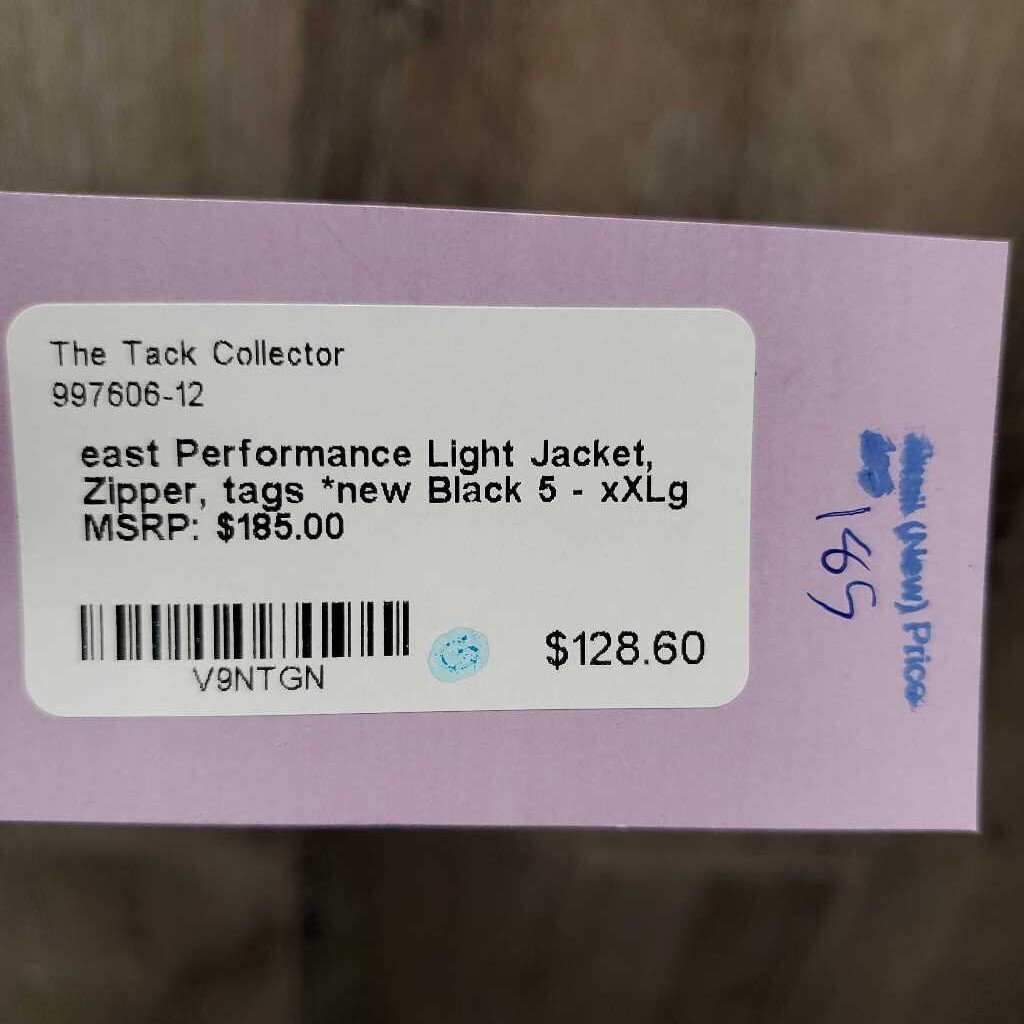 The Tack Collector
997606-12
east Performance Light Jacket,
Zipper, tags *new Black 5 - xXLg
MSRP: $185.00
V9NTGN
$128.60
(New) Price
185